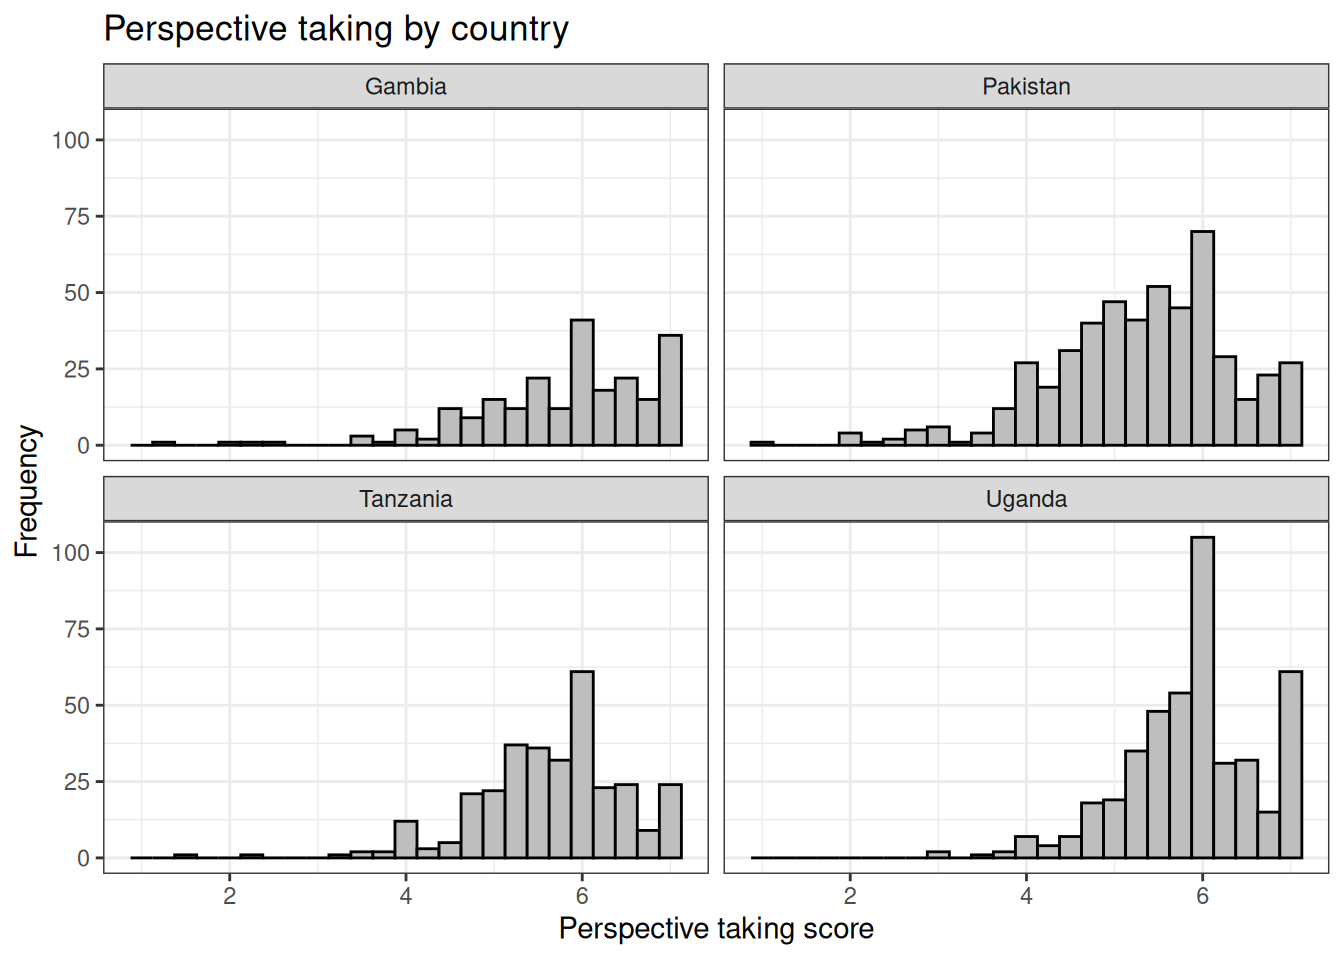 Perspective taking by country
Gambia
Pakistan
100
75
50
25
0
Tanzania
Uganda
100
75
50
25
0
2
4
6
2
4
6
Frequency
Perspective taking score